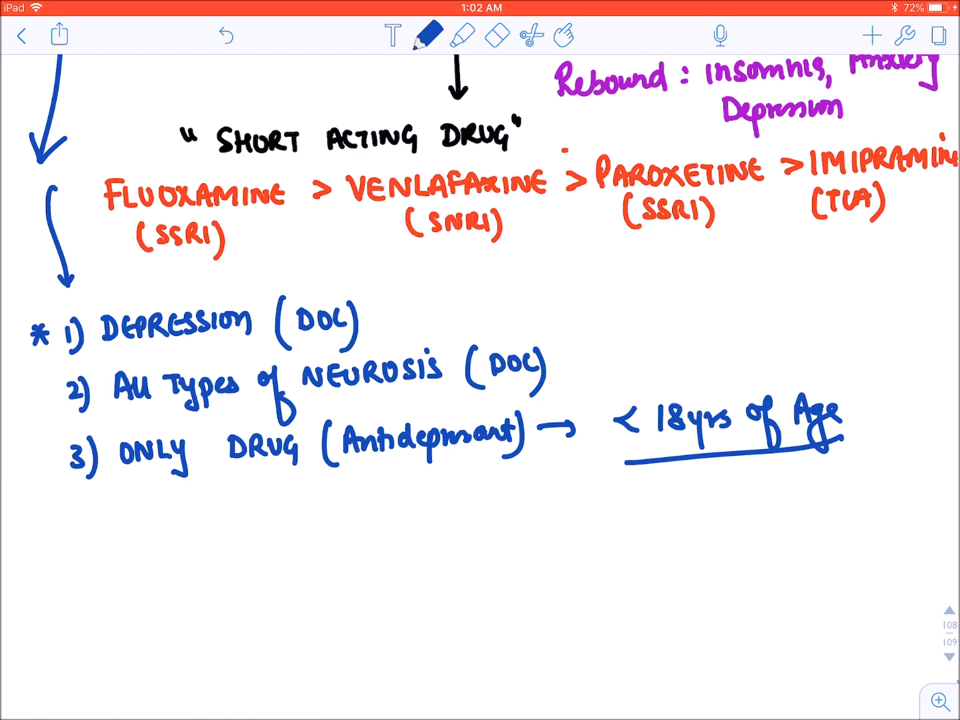 iPad 1:02 AM 72%
T
Rebound : Insomnia, Anxiety
Depression
"SHORT ACTING DRUG"
FLUOXAMINE > VENLAFAXINE > PAROXETINE > IMIPRAMINE
(SSRI) (SNRI) (SSRI) (TCA)
* 1) DEPRESSION (DOC)
2) All Types of NEUROSIS (DOC)
3) ONLY DRUG (Antidepressant) → < 18yrs of Age
108
109